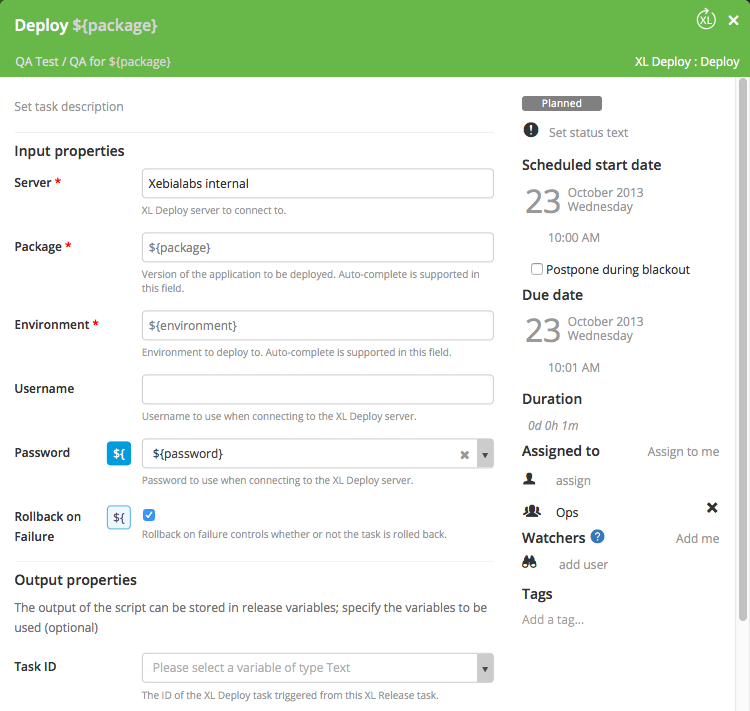 Deploy ${package}
XL
QA Test / QA for ${package}
XL Deploy : Deploy
Set task description
Input properties
Server *
Xebialabs internal
XL Deploy server to connect to.
Package *
${package}
Version of the application to be deployed. Auto-complete is supported in
this field.
Environment *
${environment}
Environment to deploy to. Auto-complete is supported in this field.
Username
Username to use when connecting to the XL Deploy server.
Password
${
${password}
Password to use when connecting to the XL Deploy server.
Rollback on
Failure
${
Rollback on failure controls whether or not the task is rolled back.
Output properties
The output of the script can be stored in release variables; specify the variables to be
used (optional)
Task ID
Please select a variable of type Text
The ID of the XL Deploy task triggered from this XL Release task.
Planned
Set status text
Scheduled start date
23
October 2013
Wednesday
10:00 AM
Postpone during blackout
Due date
23
October 2013
Wednesday
10:01 AM
Duration
0d 0h 1m
Assigned to
Assign to me
assign
Ops
Watchers ?
Add me
add user
Tags
Add a tag...